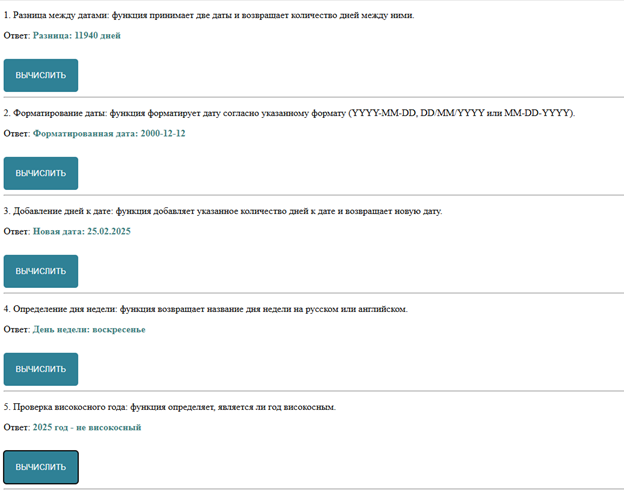 1. Разница между датами: функция принимает две даты и возвращает количество дней между ними.
Ответ: Разница: 11940 дней
ВЫЧИСЛИТЬ
2. Форматирование даты: функция форматирует дату согласно указанному формату (YYYY-MM-DD, DD/MM/YYYY или MM-DD-YYYY).
Ответ: Форматированная дата: 2000-12-12
ВЫЧИСЛИТЬ
3. Добавление дней к дате: функция добавляет указанное количество дней к дате и возвращает новую дату.
Ответ: Новая дата: 25.02.2025
ВЫЧИСЛИТЬ
4. Определение дня недели: функция возвращает название дня недели на русском или английском.
Ответ: День недели: воскресенье
ВЫЧИСЛИТЬ
5. Проверка високосного года: функция определяет, является ли год високосным.
Ответ: 2025 год - не високосный
ВЫЧИСЛИТЬ